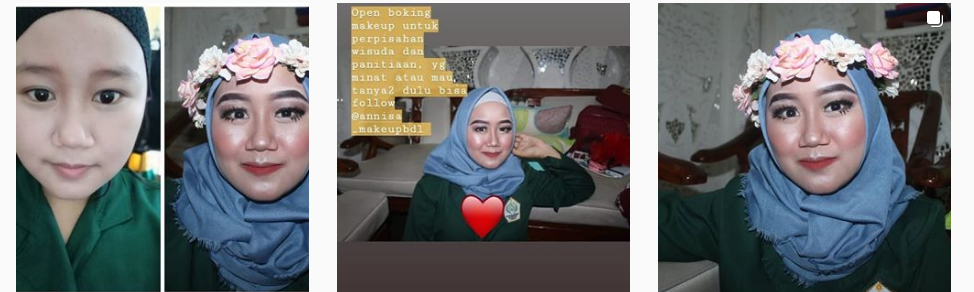 Open boking
makeup untuk
perpisahan
wisuda dan
panitiaan, yg
minat atau mau
tanya2 dulu bisa
follow
@annisa
_makeupbdl